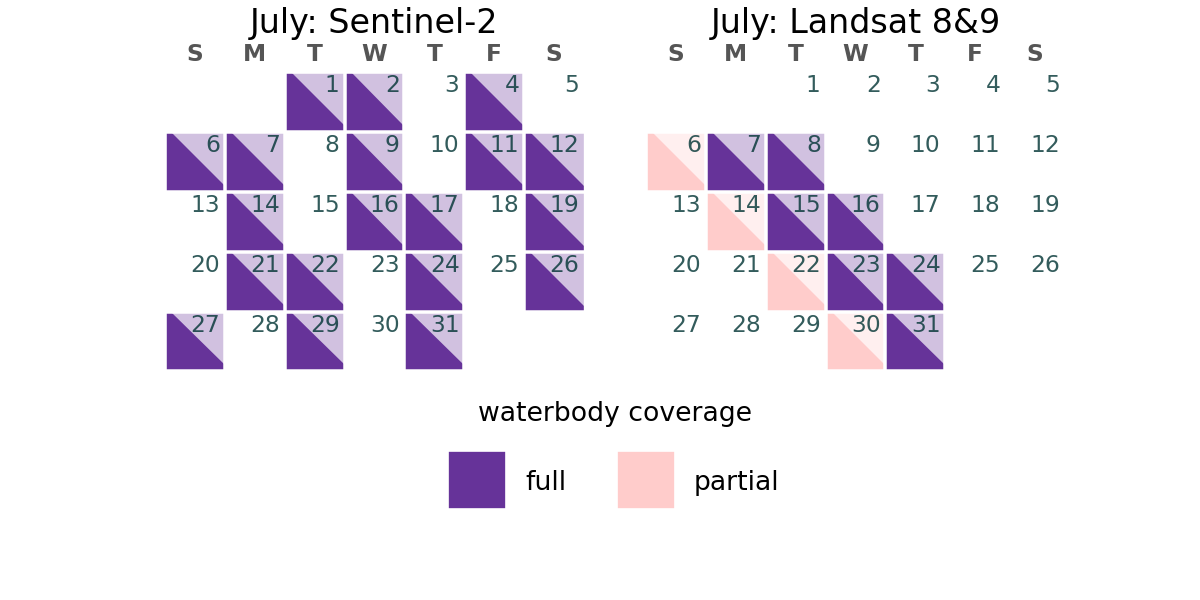 July: Sentinel-2
S M T W T F S
1 2 3 4 5
6 7 8 9 10 11 12
13 14 15 16 17 18 19
20 21 22 23 24 25 26
27 28 29 30 31
July: Landsat 8&9
S M T W T F S
1 2 3 4 5
6 7 8 9 10 11 12
13 14 15 16 17 18 19
20 21 22 23 24 25 26
27 28 29 30 31
waterbody coverage
full partial